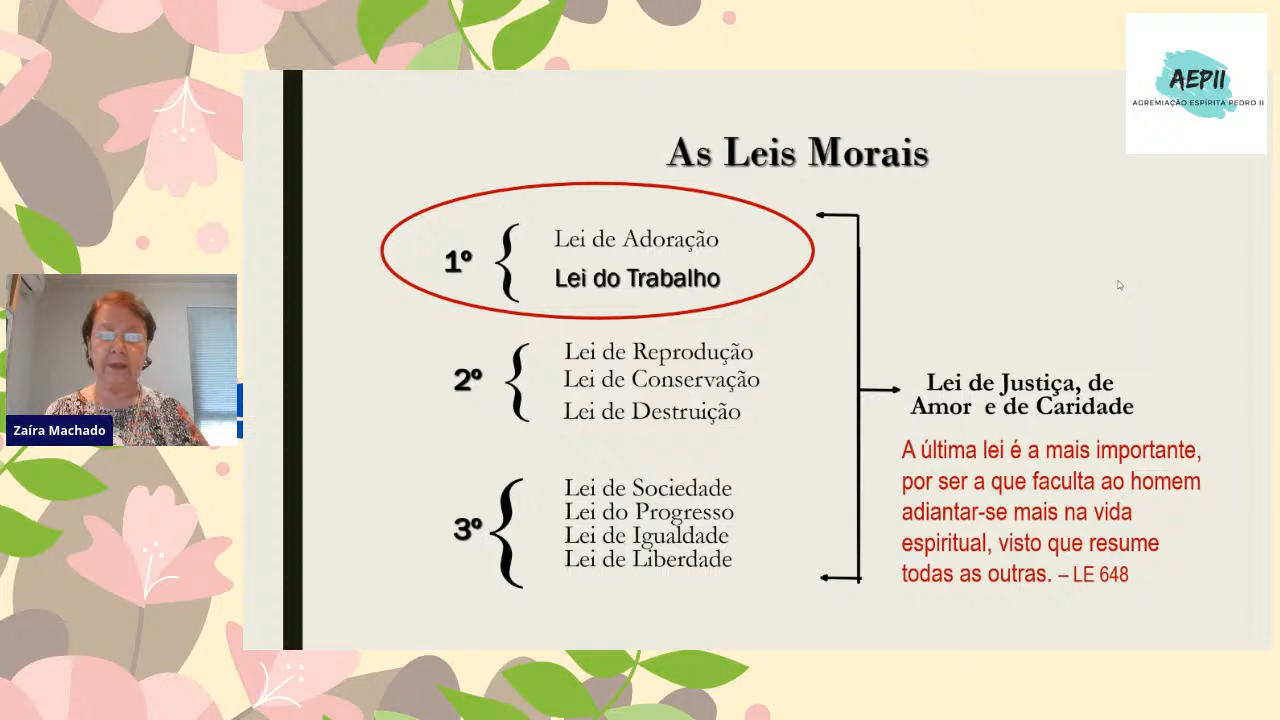 AEPII
AGREMIAÇÃO ESPÍRITA PEDRO II
As Leis Morais
1º
Lei de Adoração
Lei do Trabalho
2º
Lei de Reprodução
Lei de Conservação
Lei de Destruição
3º
Lei de Sociedade
Lei do Progresso
Lei de Igualdade
Lei de Liberdade
Lei de Justiça, de
Amor e de Caridade
A última lei é a mais importante,
por ser a que faculta ao homem
adiantar-se mais na vida
espiritual, visto que resume
todas as outras. – LE 648
Zaíra Machado